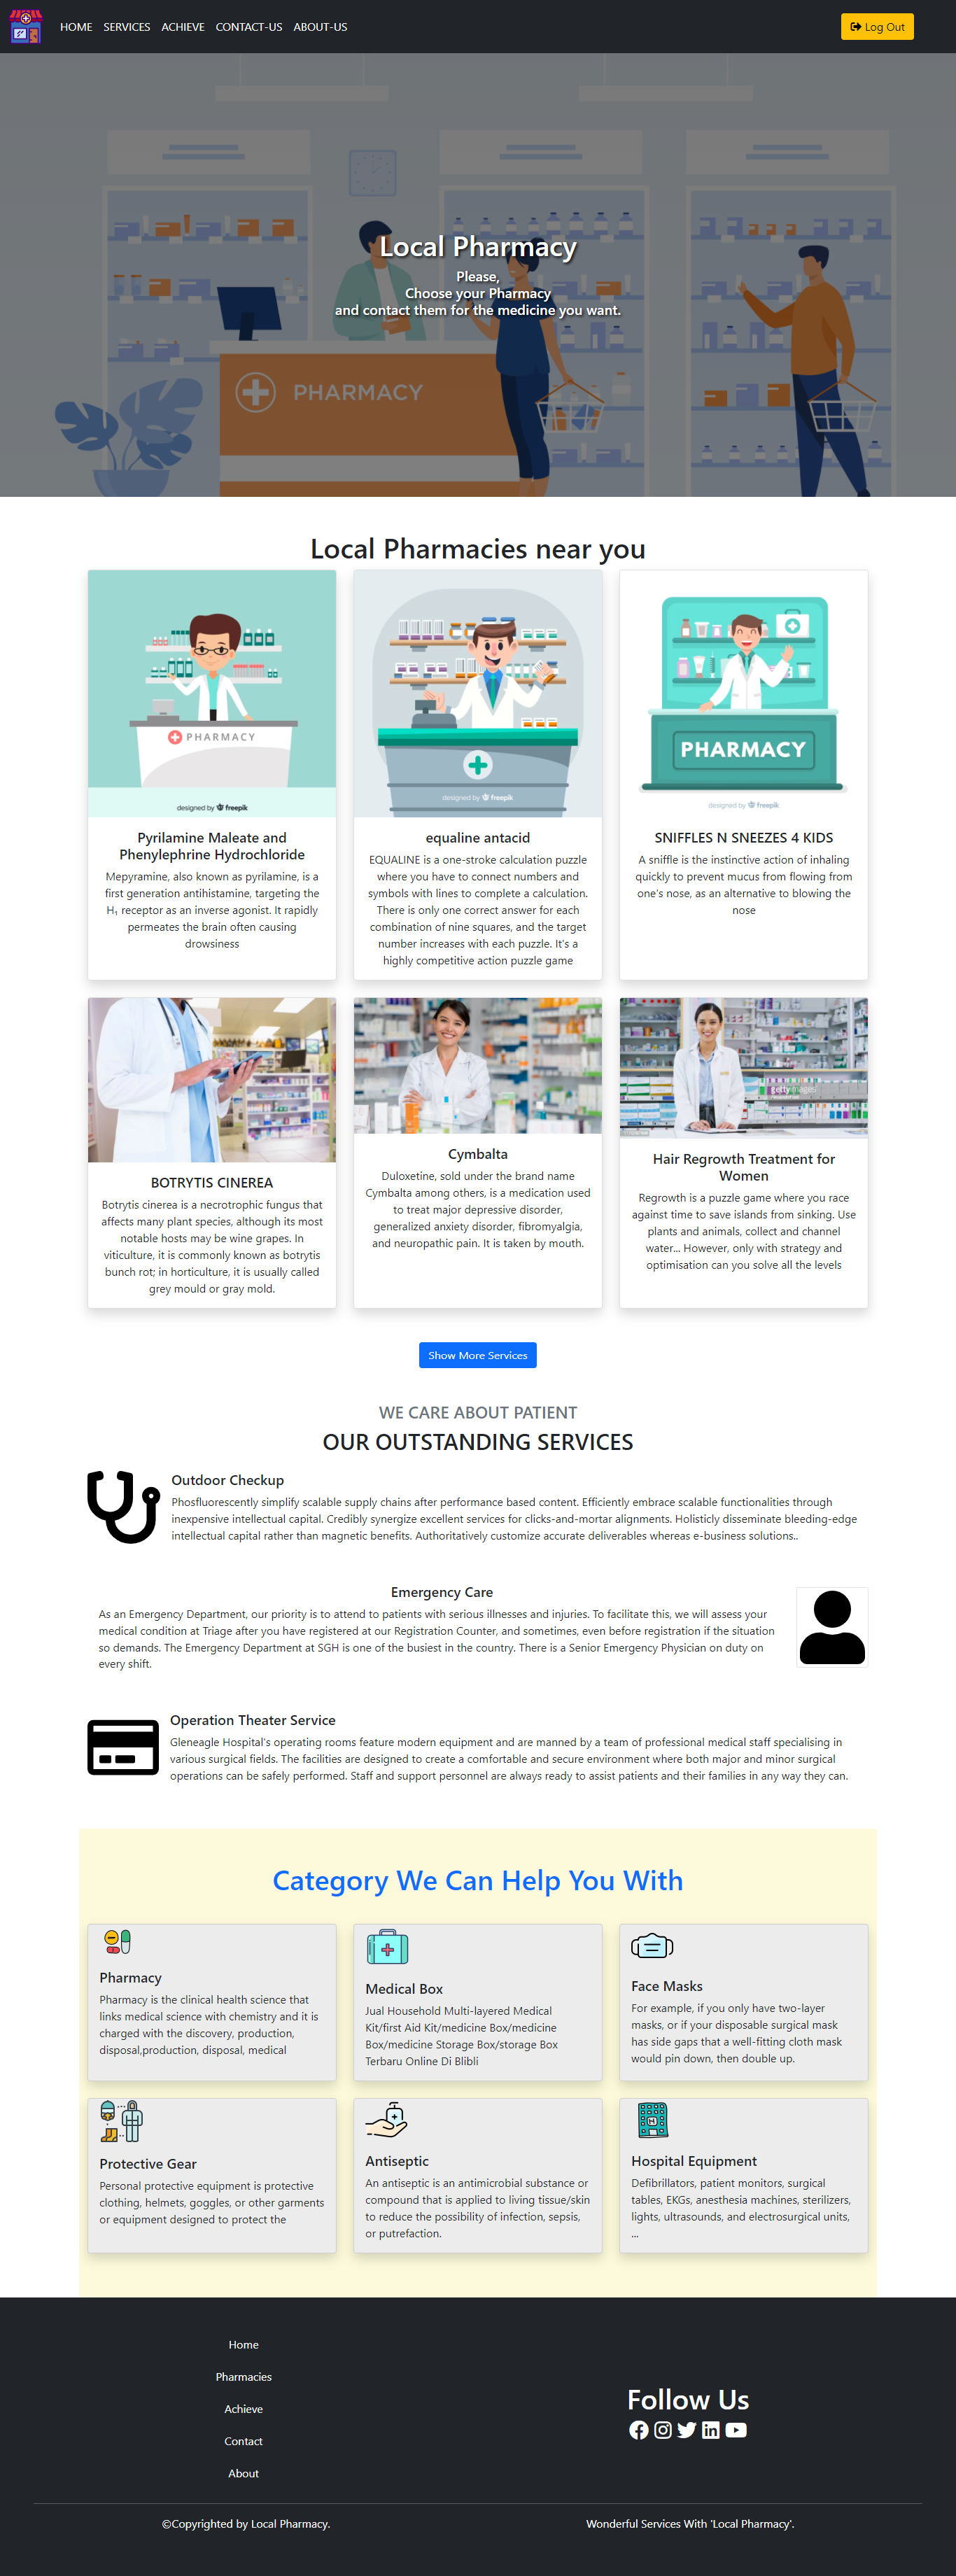 HOME SERVICES ACHIEVE CONTACT-US ABOUT-US
Log Out
Local Pharmacy
Please,
Choose your Pharmacy
and contact them for the medicine you want.
PHARMACY
Local Pharmacies near you
PHARMACY
designed by freepik
Pyrilamine Maleate and
Phenylephrine Hydrochloride
Mepyramine, also known as pyrilamine, is a
first generation antihistamine, targeting the
H₁ receptor as an inverse agonist. It rapidly
permeates the brain often causing
drowsiness
designed by freepik
equaline antacid
EQUALINE is a one-stroke calculation puzzle
where you have to connect numbers and
symbols with lines to complete a calculation.
There is only one correct answer for each
combination of nine squares, and the target
number increases with each puzzle. It's a
highly competitive action puzzle game
PHARMACY
designed by freepik
SNIFFLES N SNEEZES 4 KIDS
A sniffle is the instinctive action of inhaling
quickly to prevent mucus from flowing from
one's nose, as an alternative to blowing the
nose
BOTRYTIS CINEREA
Botrytis cinerea is a necrotrophic fungus that
affects many plant species, although its most
notable hosts may be wine grapes. In
viticulture, it is commonly known as botrytis
bunch rot; in horticulture, it is usually called
grey mould or gray mold.
Cymbalta
Duloxetine, sold under the brand name
Cymbalta among others, is a medication used
to treat major depressive disorder,
generalized anxiety disorder, fibromyalgia,
and neuropathic pain. It is taken by mouth.
gettyimages
Hair Regrowth Treatment for
Women
Regrowth is a puzzle game where you race
against time to save islands from sinking. Use
plants and animals, collect and channel
water... However, only with strategy and
optimisation can you solve all the levels
Show More Services
WE CARE ABOUT PATIENT
OUR OUTSTANDING SERVICES
Outdoor Checkup
Phosfluorescently simplify scalable supply chains after performance based content. Efficiently embrace scalable functionalities through
inexpensive intellectual capital. Credibly synergize excellent services for clicks-and-mortar alignments. Holisticly disseminate bleeding-edge
intellectual capital rather than magnetic benefits. Authoritatively customize accurate deliverables whereas e-business solutions..
Emergency Care
As an Emergency Department, our priority is to attend to patients with serious illnesses and injuries. To facilitate this, we will assess your
medical condition at Triage after you have registered at our Registration Counter, and sometimes, even before registration if the situation
so demands. The Emergency Department at SGH is one of the busiest in the country. There is a Senior Emergency Physician on duty on
every shift.
Operation Theater Service
Gleneagle Hospital's operating rooms feature modern equipment and are manned by a team of professional medical staff specialising in
various surgical fields. The facilities are designed to create a comfortable and secure environment where both major and minor surgical
operations can be safely performed. Staff and support personnel are always ready to assist patients and their families in any way they can.
Category We Can Help You With
Pharmacy
Pharmacy is the clinical health science that
links medical science with chemistry and it is
charged with the discovery, production,
disposal,production, disposal, medical
Medical Box
Jual Household Multi-layered Medical
Kit/first Aid Kit/medicine Box/medicine
Box/medicine Storage Box/storage Box
Terbaru Online Di Blibli
Face Masks
For example, if you only have two-layer
masks, or if your disposable surgical mask
has side gaps that a well-fitting cloth mask
would pin down, then double up.
Protective Gear
Personal protective equipment is protective
clothing, helmets, goggles, or other garments
or equipment designed to protect the
Antiseptic
An antiseptic is an antimicrobial substance or
compound that is applied to living tissue/skin
to reduce the possibility of infection, sepsis,
or putrefaction.
H
Hospital Equipment
Defibrillators, patient monitors, surgical
tables, EKGs, anesthesia machines, sterilizers,
lights, ultrasounds, and electrosurgical units,
...
Home
Pharmacies
Achieve
Contact
About
Follow Us
©Copyrighted by Local Pharmacy.
Wonderful Services With 'Local Pharmacy'.